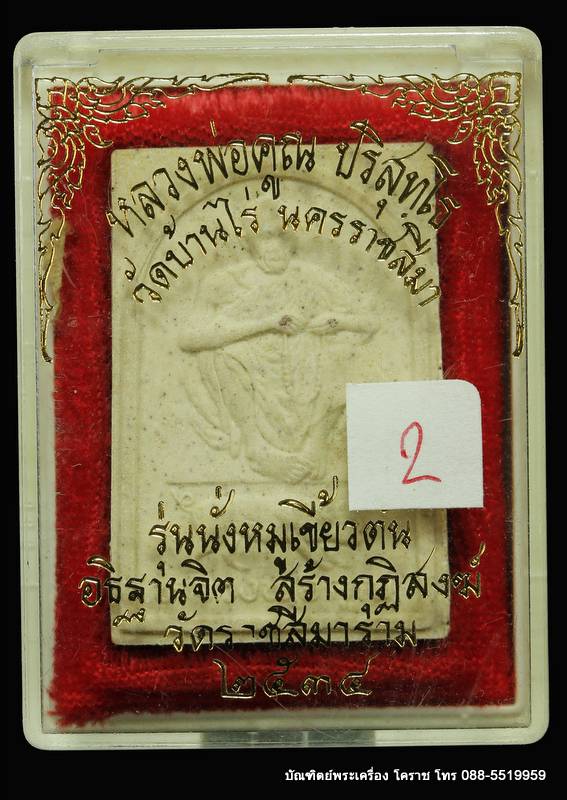 หลวงพ่อคูณ ปริสุทโธ
วัดบ้านไร่ นครราชสีมา
2
รุ่นนั่งหมูเขี้ยวตัน
อธิฐานจิต สร้างกุฏิสงฆ์
วัดราชสีมาราม
๒๕๓๔
บัณฑิตย์พระเครื่อง โคราช โทร 088-5519959